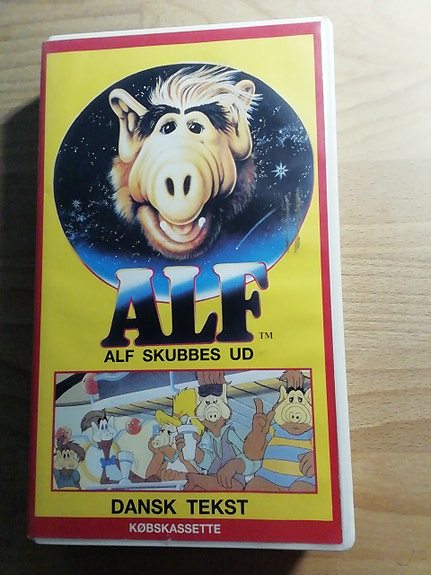 ALF
TM
ALF SKUBBES UD
DANSK TEKST
KØBSKASSETTE